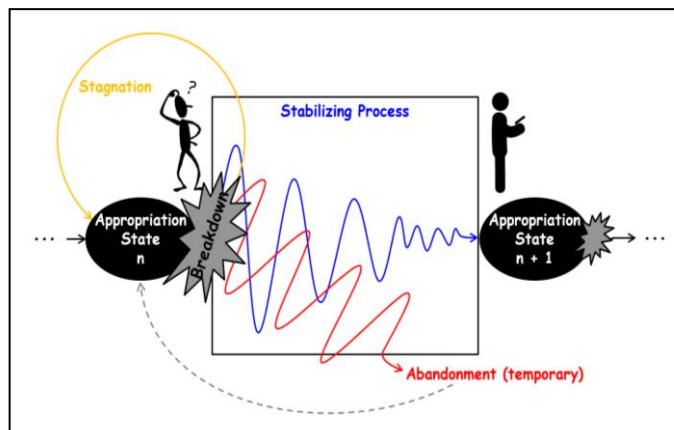 Stagnation
?
Stabilizing Process
Appropriation
State
n
Breakdown
Appropriation
State
n + 1
...
...
Abandonment (temporary)